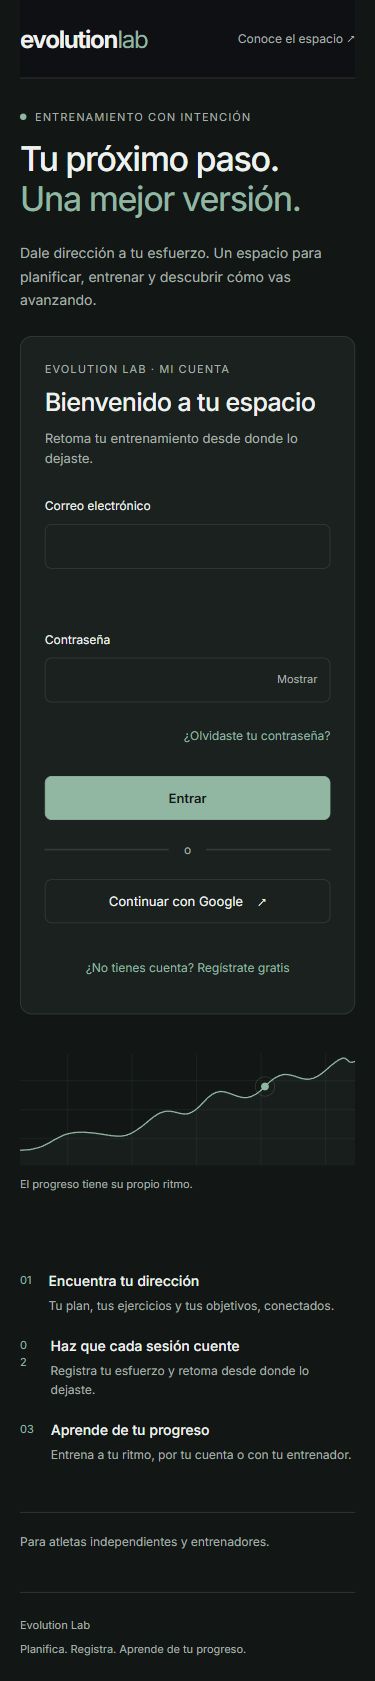 evolutionlab
Conoce el espacio ↗
ENTRENAMIENTO CON INTENCIÓN
Tu próximo paso.
Una mejor versión.
Dale dirección a tu esfuerzo. Un espacio para
planificar, entrenar y descubrir cómo vas
avanzando.
EVOLUTION LAB · MI CUENTA
Bienvenido a tu espacio
Retoma tu entrenamiento desde donde lo
dejaste.
Correo electrónico
Contraseña
Mostrar
¿Olvidaste tu contraseña?
Entrar
o
Continuar con Google ↗
¿No tienes cuenta? Regístrate gratis
El progreso tiene su propio ritmo.
01 Encuentra tu dirección
Tu plan, tus ejercicios y tus objetivos, conectados.
02 Haz que cada sesión cuente
Registra tu esfuerzo y retoma desde donde lo
dejaste.
03 Aprende de tu progreso
Entrena a tu ritmo, por tu cuenta o con tu entrenador.
Para atletas independientes y entrenadores.
Evolution Lab
Planifica. Registra. Aprende de tu progreso.